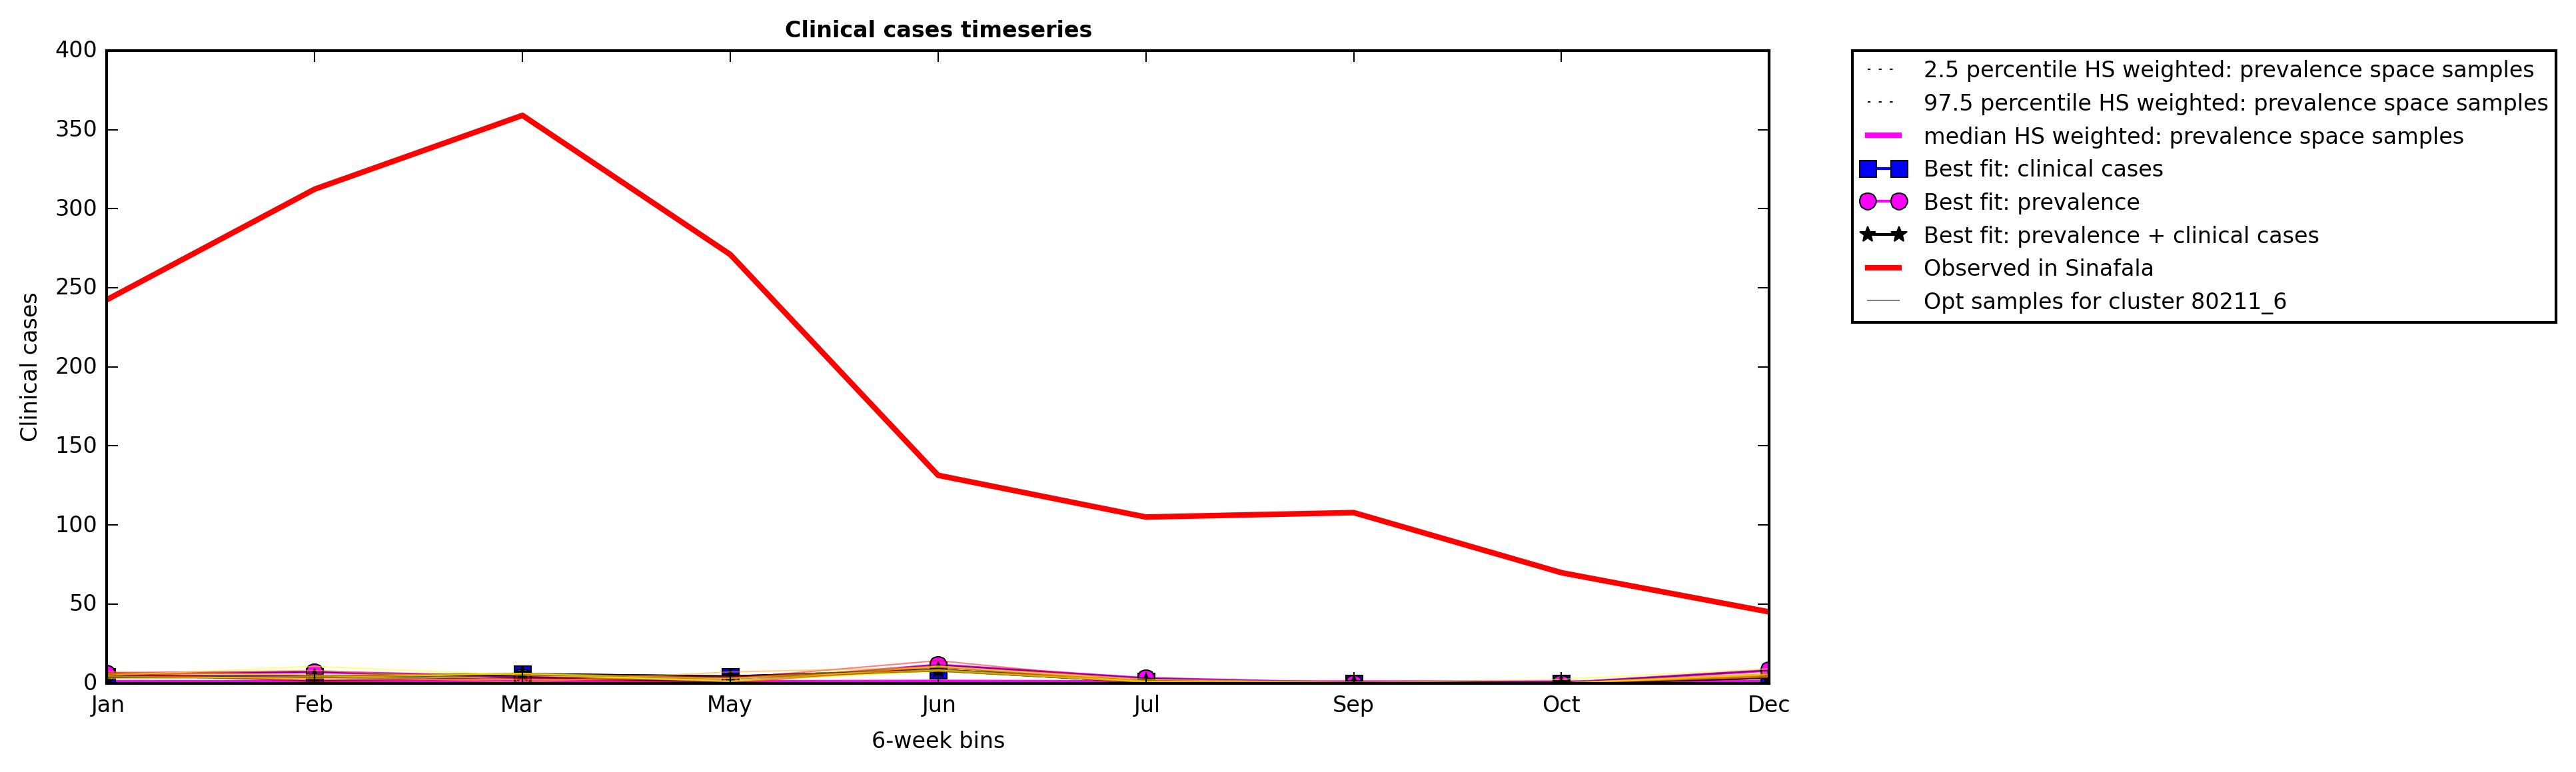 Clinical cases timeseries
400
350
300
250
200
150
100
50
0
Clinical cases
Jan Feb Mar May Jun Jul Sep Oct Dec
6-week bins
2.5 percentile HS weighted: prevalence space samples
97.5 percentile HS weighted: prevalence space samples
median HS weighted: prevalence space samples
Best fit: clinical cases
Best fit: prevalence
Best fit: prevalence + clinical cases
Observed in Sinafala
Opt samples for cluster 80211_6